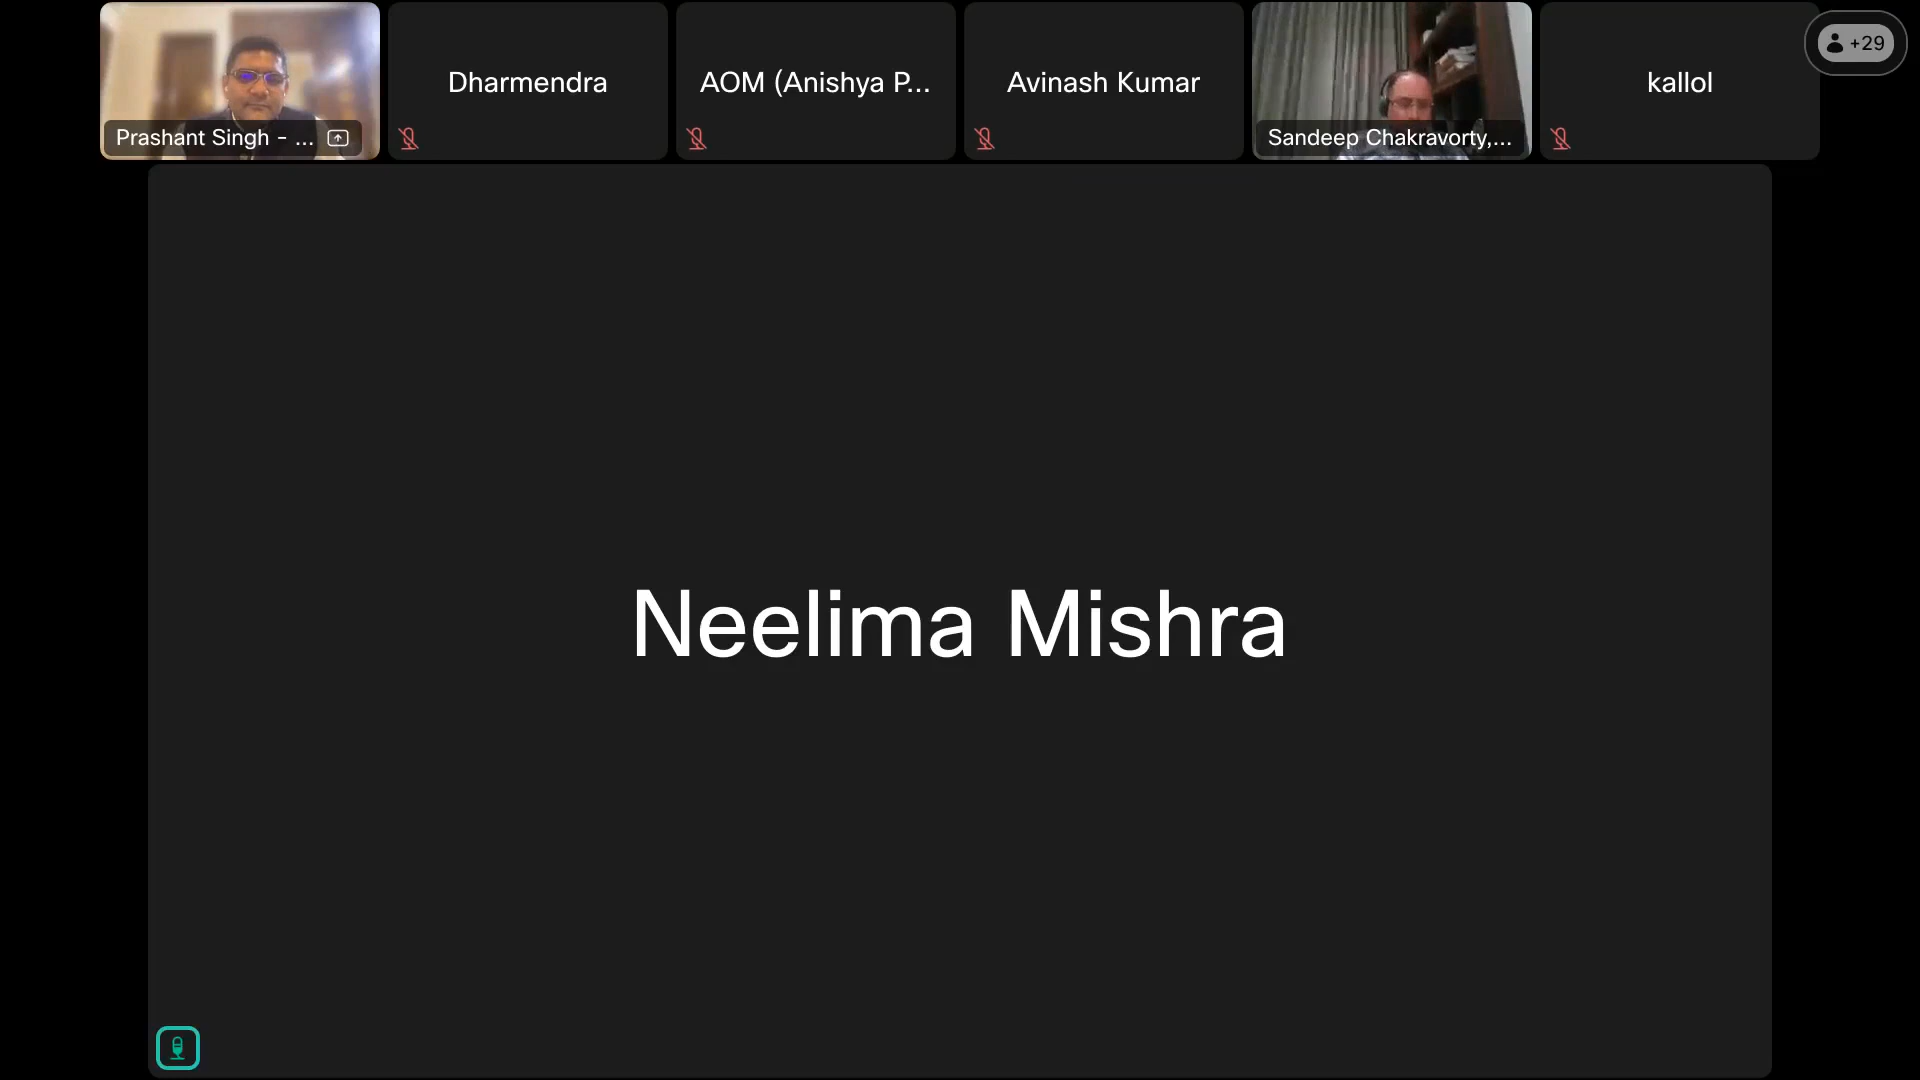 Prashant Singh - ...
Dharmendra
AOM (Anishya P...
Avinash Kumar
Sandeep Chakravorty,...
kallol
+29
Neelima Mishra